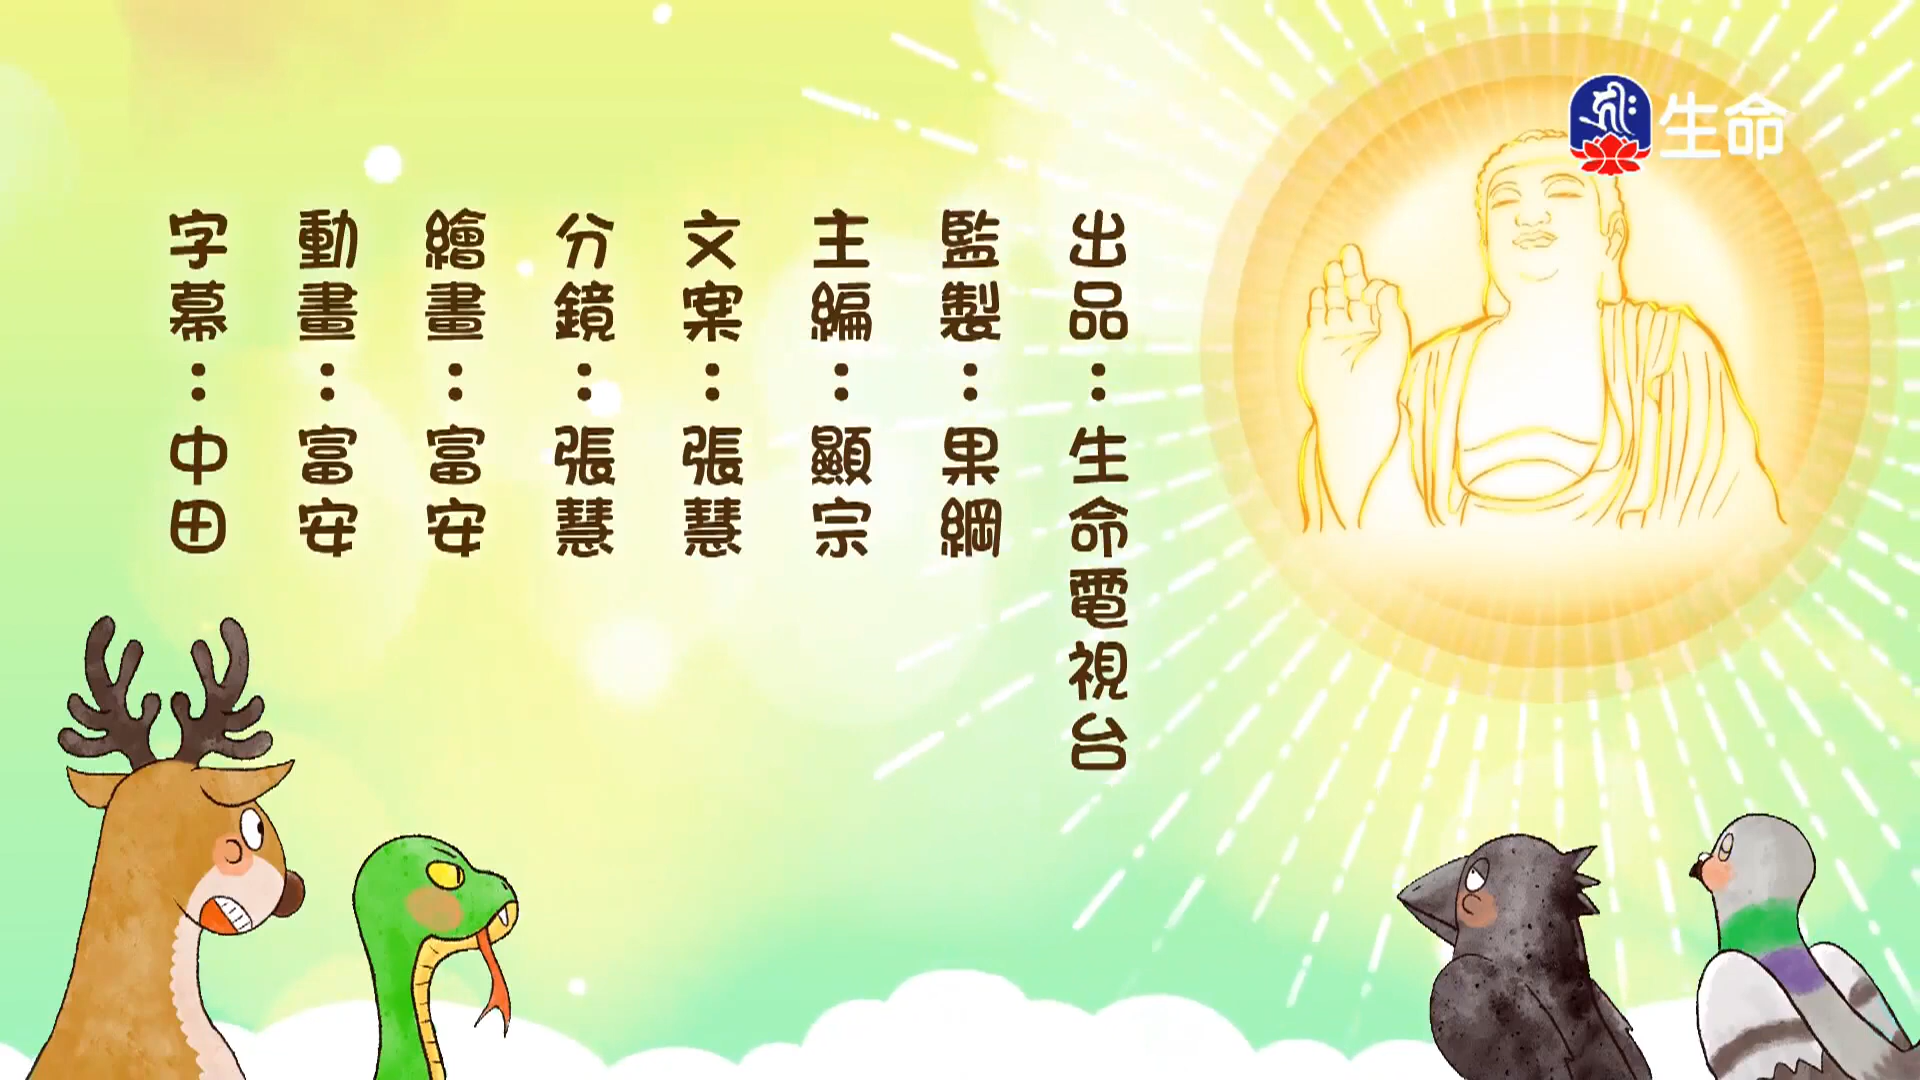 生命
出品：生命電視台
監製：果綱
主編：顯宗
文案：張慧
分鏡：張慧
繪畫：富安
動畫：富安
字幕：中田